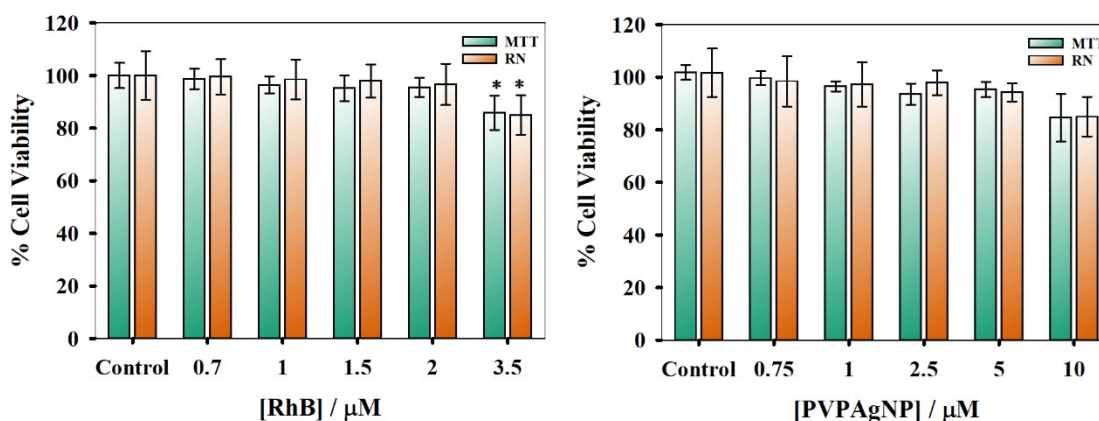 120
100
80
60
40
20
0
% Cell Viability
MTT
RN
* *
Control 0.7 1 1.5 2 3.5
[RhB] / μM
120
100
80
60
40
20
0
% Cell Viability
MTT
RN
Control 0.75 1 2.5 5 10
[PVPAgNP] / μM